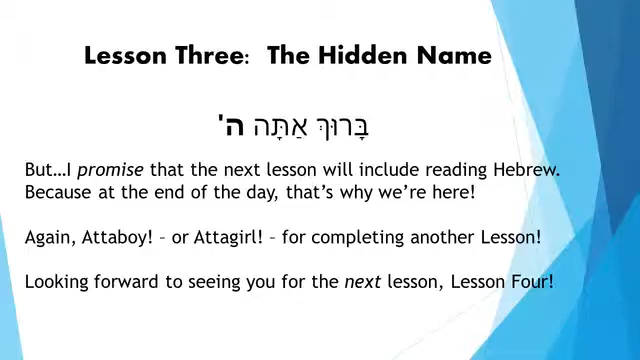 Lesson Three:  The Hidden Name
בָּרוּךְ אַתָּה ה'
But…I promise that the next lesson will include reading Hebrew.
Because at the end of the day, that's why we're here!
Again, Attaboy! – or Attagirl! – for completing another Lesson!
Looking forward to seeing you for the next lesson, Lesson Four!